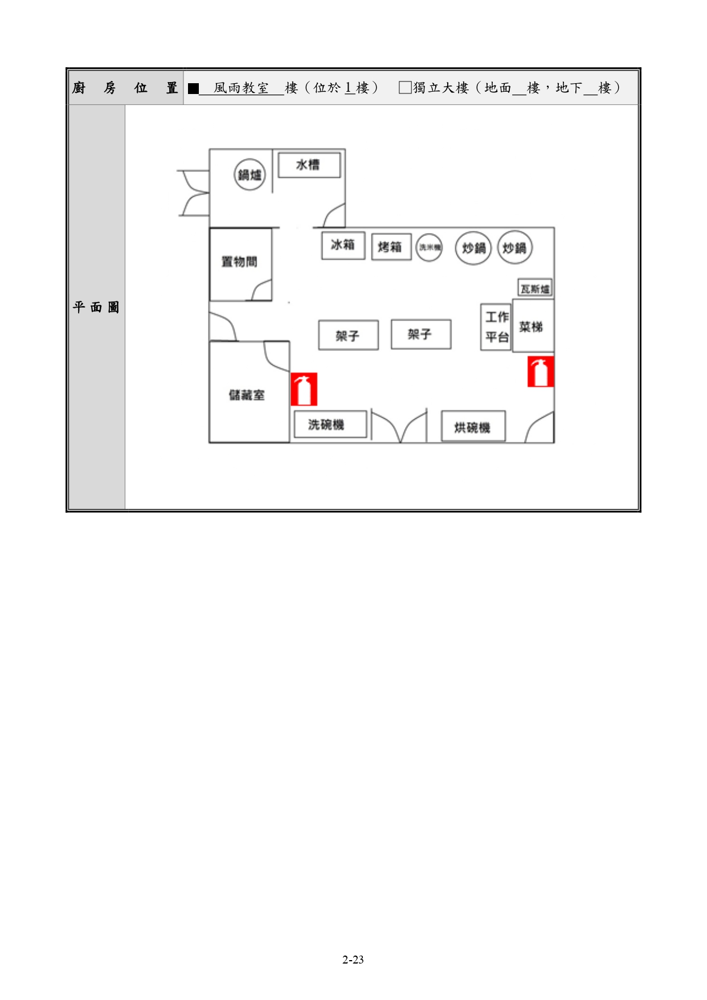 廚房位置 ■ 風雨教室 樓（位於1樓） □獨立大樓（地面__樓，地下__樓）
平面圖
鍋爐
水槽
置物間
冰箱
烤箱
洗米機
炒鍋
炒鍋
瓦斯爐
工作
平台
菜梯
架子
架子
儲藏室
洗碗機
烘碗機
2-23